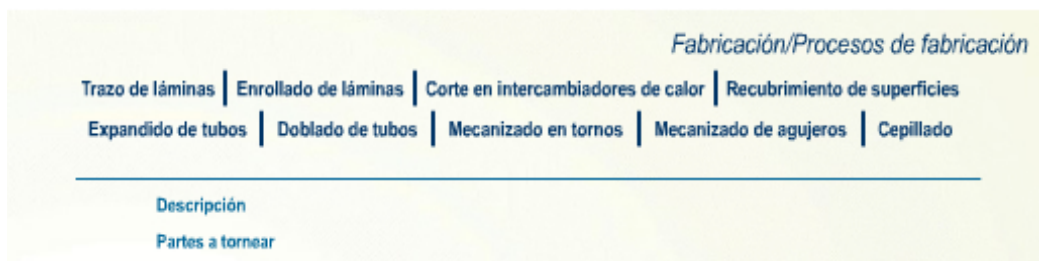 Fabricación/Procesos de fabricación
Trazo de láminas | Enrollado de láminas | Corte en intercambiadores de calor | Recubrimiento de superficies
Expandido de tubos | Doblado de tubos | Mecanizado en tornos | Mecanizado de agujeros | Cepillado
Descripción
Partes a tornear